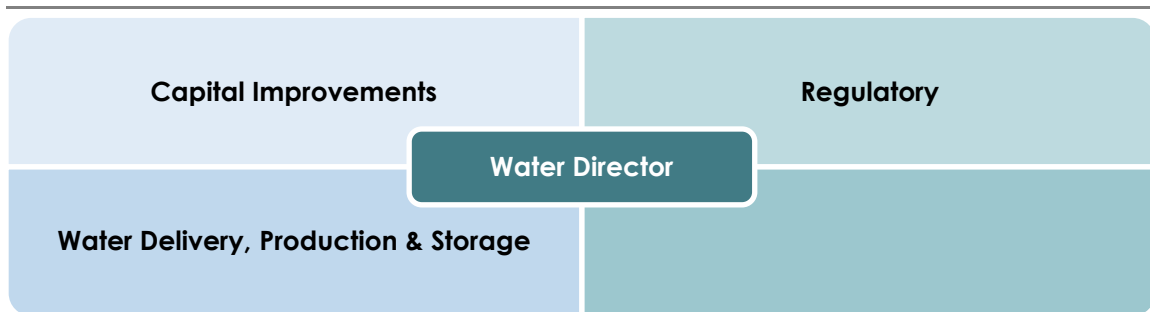 Capital Improvements
Regulatory
Water Director
Water Delivery, Production & Storage